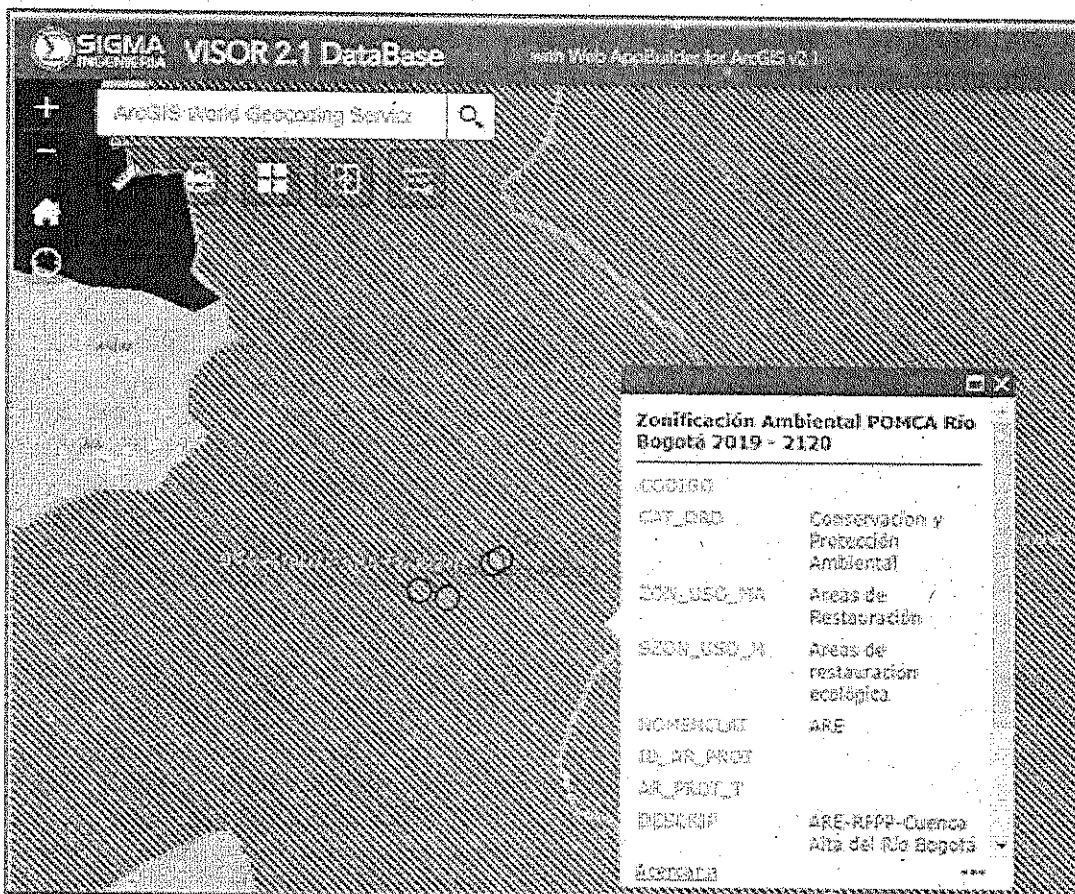 SIGMA INGENIERIA VISOR 2.1 DataBase with Web AppBuilder for ArcGIS v2.1
ArcGIS World Geocoding Service
Zonificación Ambiental POMCA Río
Bogotá 2019 - 2120
CODIGO
CAT_ORD Conservación y
Protección
Ambiental
ZON_USO_MA Areas de
Restauración
SZON_USO_M Areas de
restauración
ecológica
NOMENCLAT ARE
ID_AR_PROT
AR_PROT_T
DESCRIP ARE-RFPP-Cuenca
Alta del Río Bogotá
Acercar a